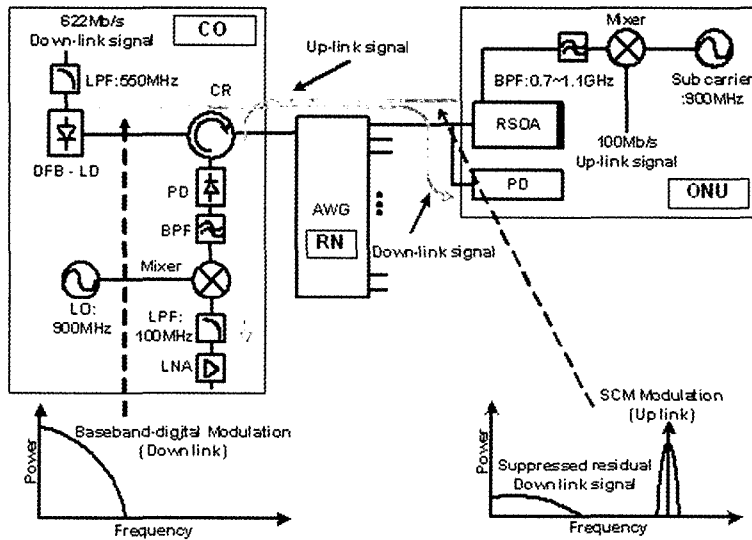 622Mb/s
Down-link signal
CO
LPF:550MHz
CR
DFB - LD
PD
BPF
Mixer
LO:
900MHz
LPF:
100MHz
LNA
Up-link signal
AWG
RN
Down-link signal
Mixer
BPF:0.7~1.1GHz
Sub carrier
:900MHz
RSOA
100Mb/s
Up-link signal
PD
ONU
Baseband-digital Modulation
(Down link)
Power
Frequency
SCM Modulation
(Up link)
Suppressed residual
Down link signal
Power
Frequency